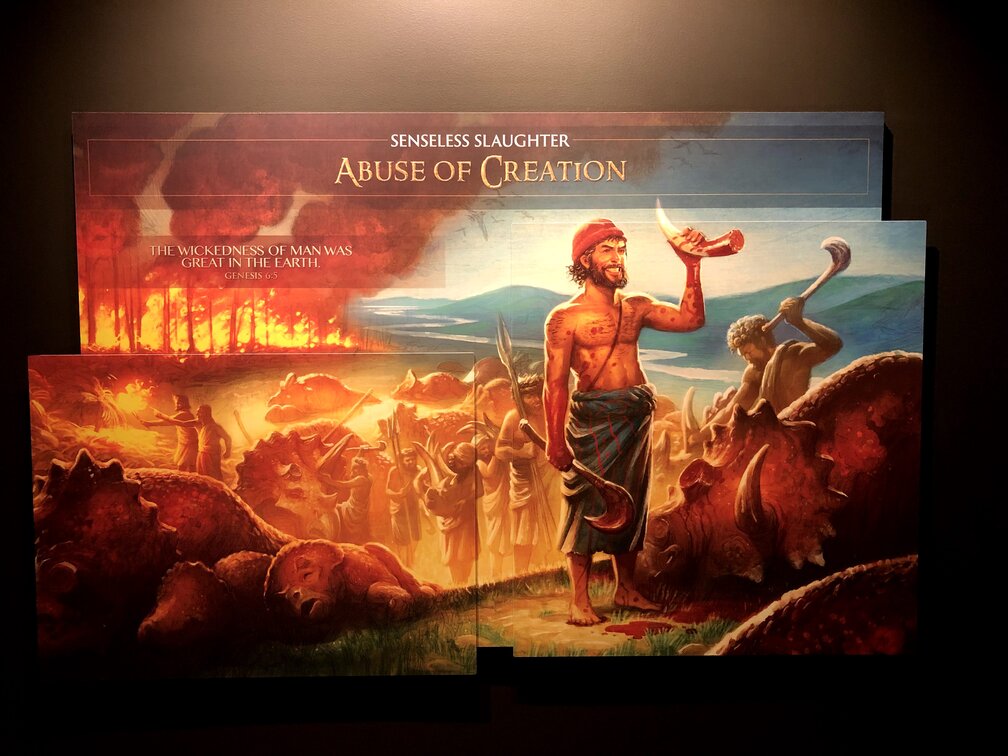 SENSELESS SLAUGHTER
ABUSE OF CREATION
THE WICKEDNESS OF MAN WAS
GREAT IN THE EARTH.
GENESIS 6:5